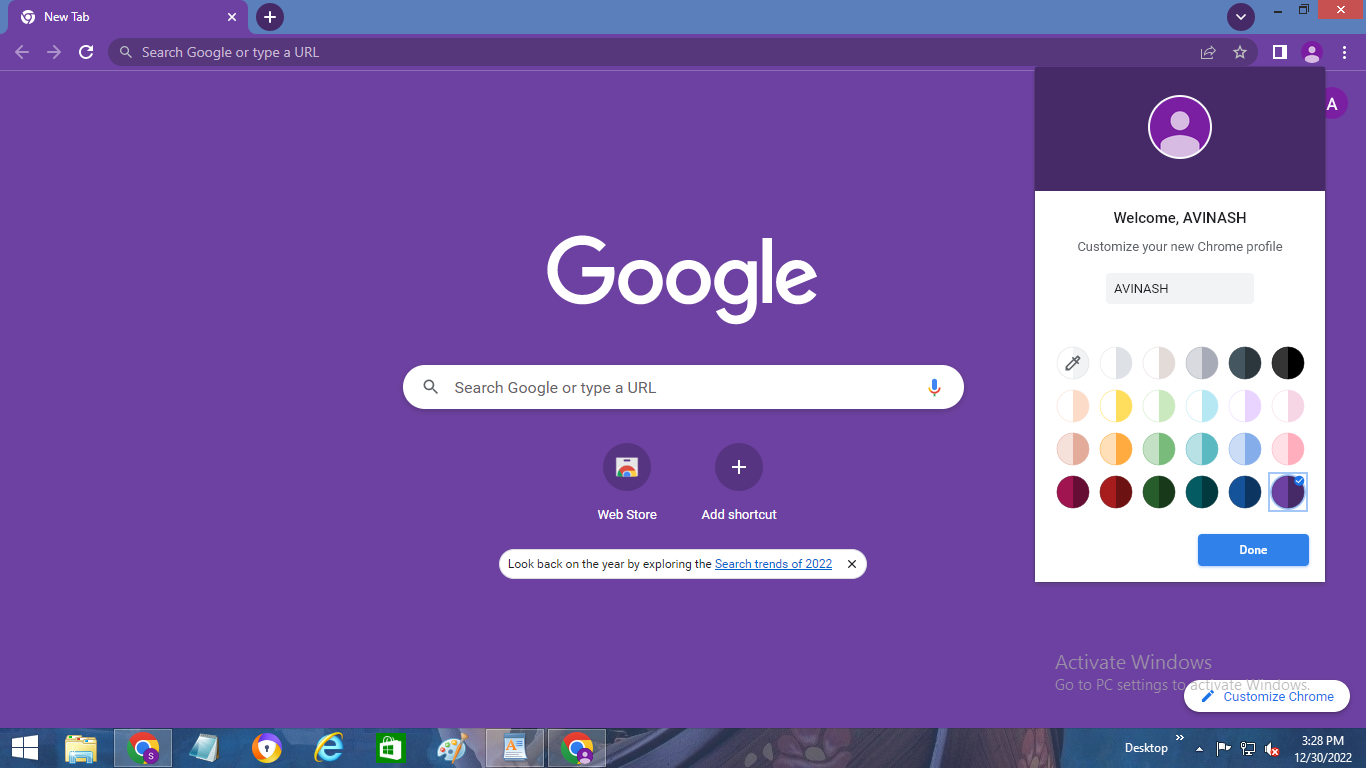 New Tab
Search Google or type a URL
A
Welcome, AVINASH
Customize your new Chrome profile
AVINASH
Google
Search Google or type a URL
Web Store
Add shortcut
Look back on the year by exploring the Search trends of 2022
Done
Activate Windows
Go to PC settings to activate Windows.
Customize Chrome
S
Desktop
3:28 PM
12/30/2022